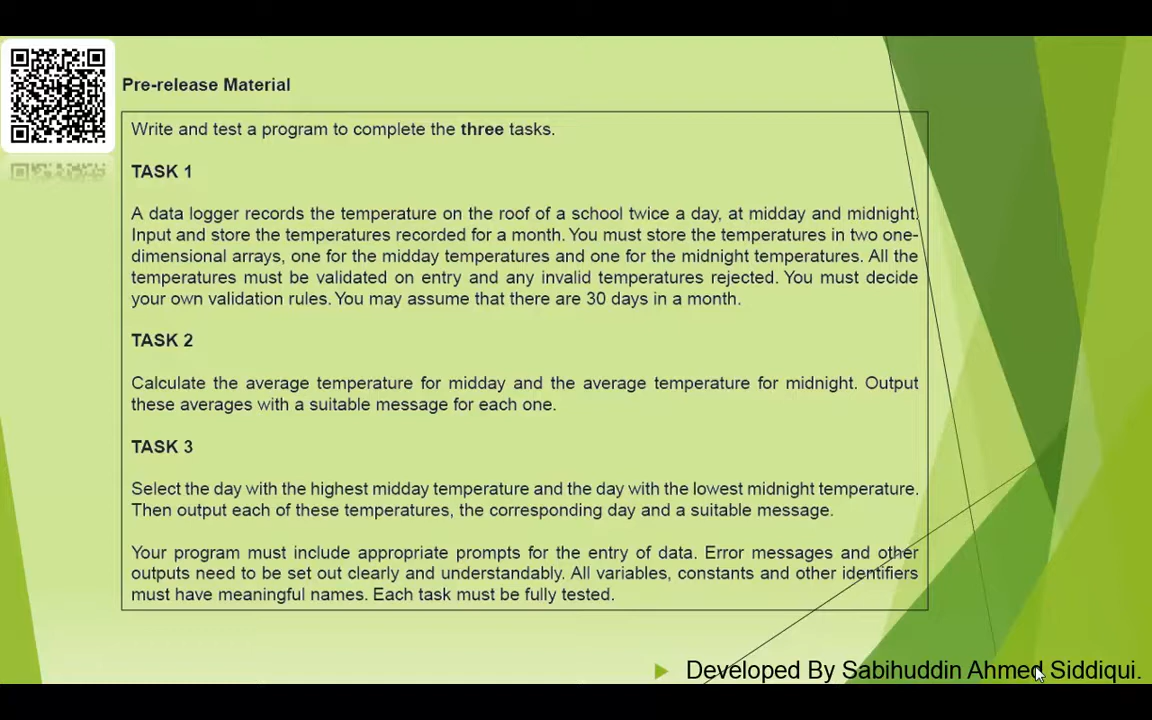 Pre-release Material
Write and test a program to complete the three tasks.
TASK 1
A data logger records the temperature on the roof of a school twice a day, at midday and midnight.
Input and store the temperatures recorded for a month. You must store the temperatures in two one-
dimensional arrays, one for the midday temperatures and one for the midnight temperatures. All the
temperatures must be validated on entry and any invalid temperatures rejected. You must decide
your own validation rules. You may assume that there are 30 days in a month.
TASK 2
Calculate the average temperature for midday and the average temperature for midnight. Output
these averages with a suitable message for each one.
TASK 3
Select the day with the highest midday temperature and the day with the lowest midnight temperature.
Then output each of these temperatures, the corresponding day and a suitable message.
Your program must include appropriate prompts for the entry of data. Error messages and other
outputs need to be set out clearly and understandably. All variables, constants and other identifiers
must have meaningful names. Each task must be fully tested.
Developed By Sabihuddin Ahmed Siddiqui.